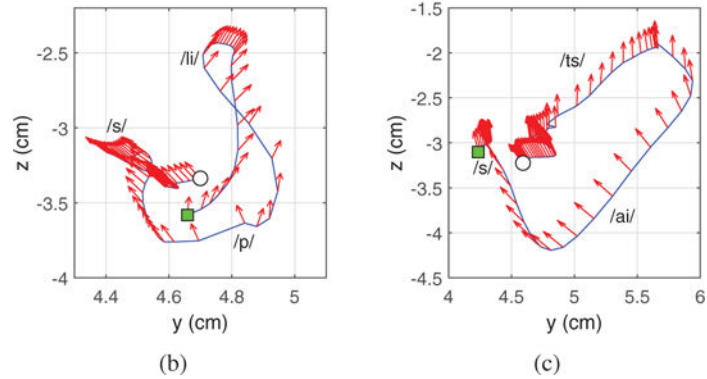 -2.5
-3
-3.5
-4
z (cm)
/li/
/s/
/p/
4.4 4.6 4.8 5
y (cm)
(b)
-1.5
-2
-2.5
-3
-3.5
-4
-4.5
z (cm)
/ts/
/s/
/ai/
4 4.5 5 5.5 6
y (cm)
(c)